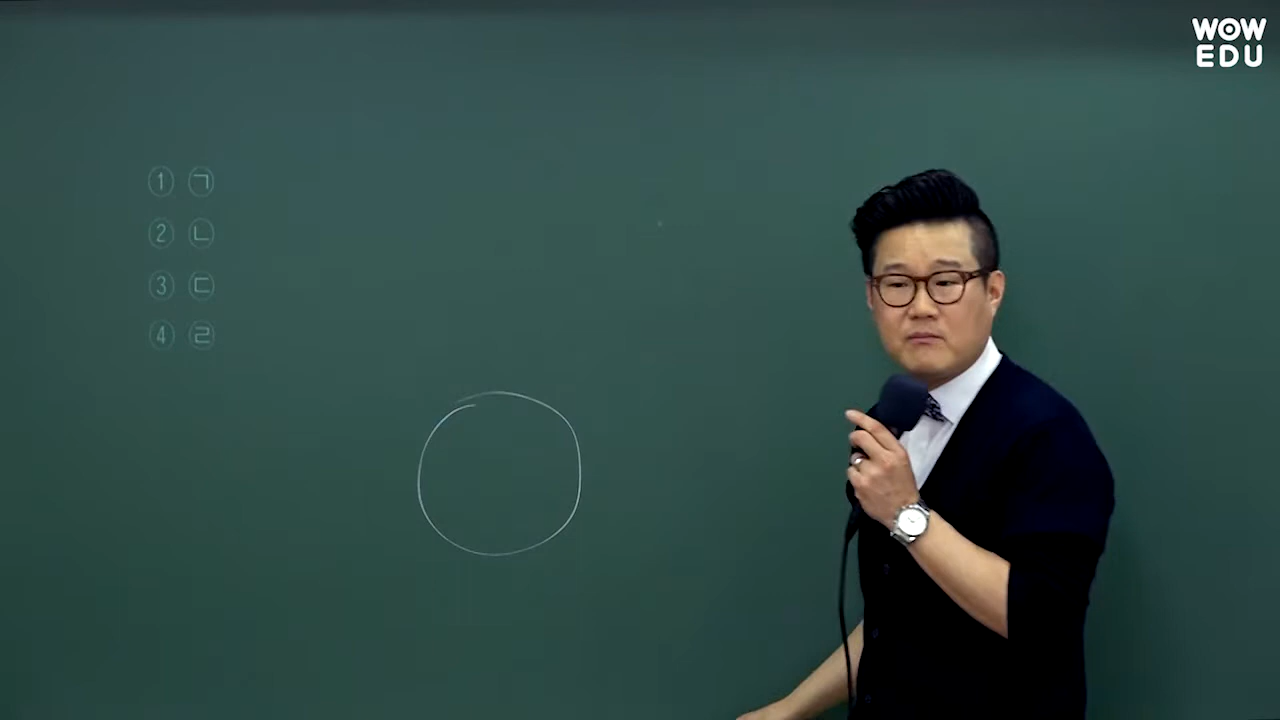 WOW
EDU
① ㉠
② ㉡
③ ㉢
④ ㉣